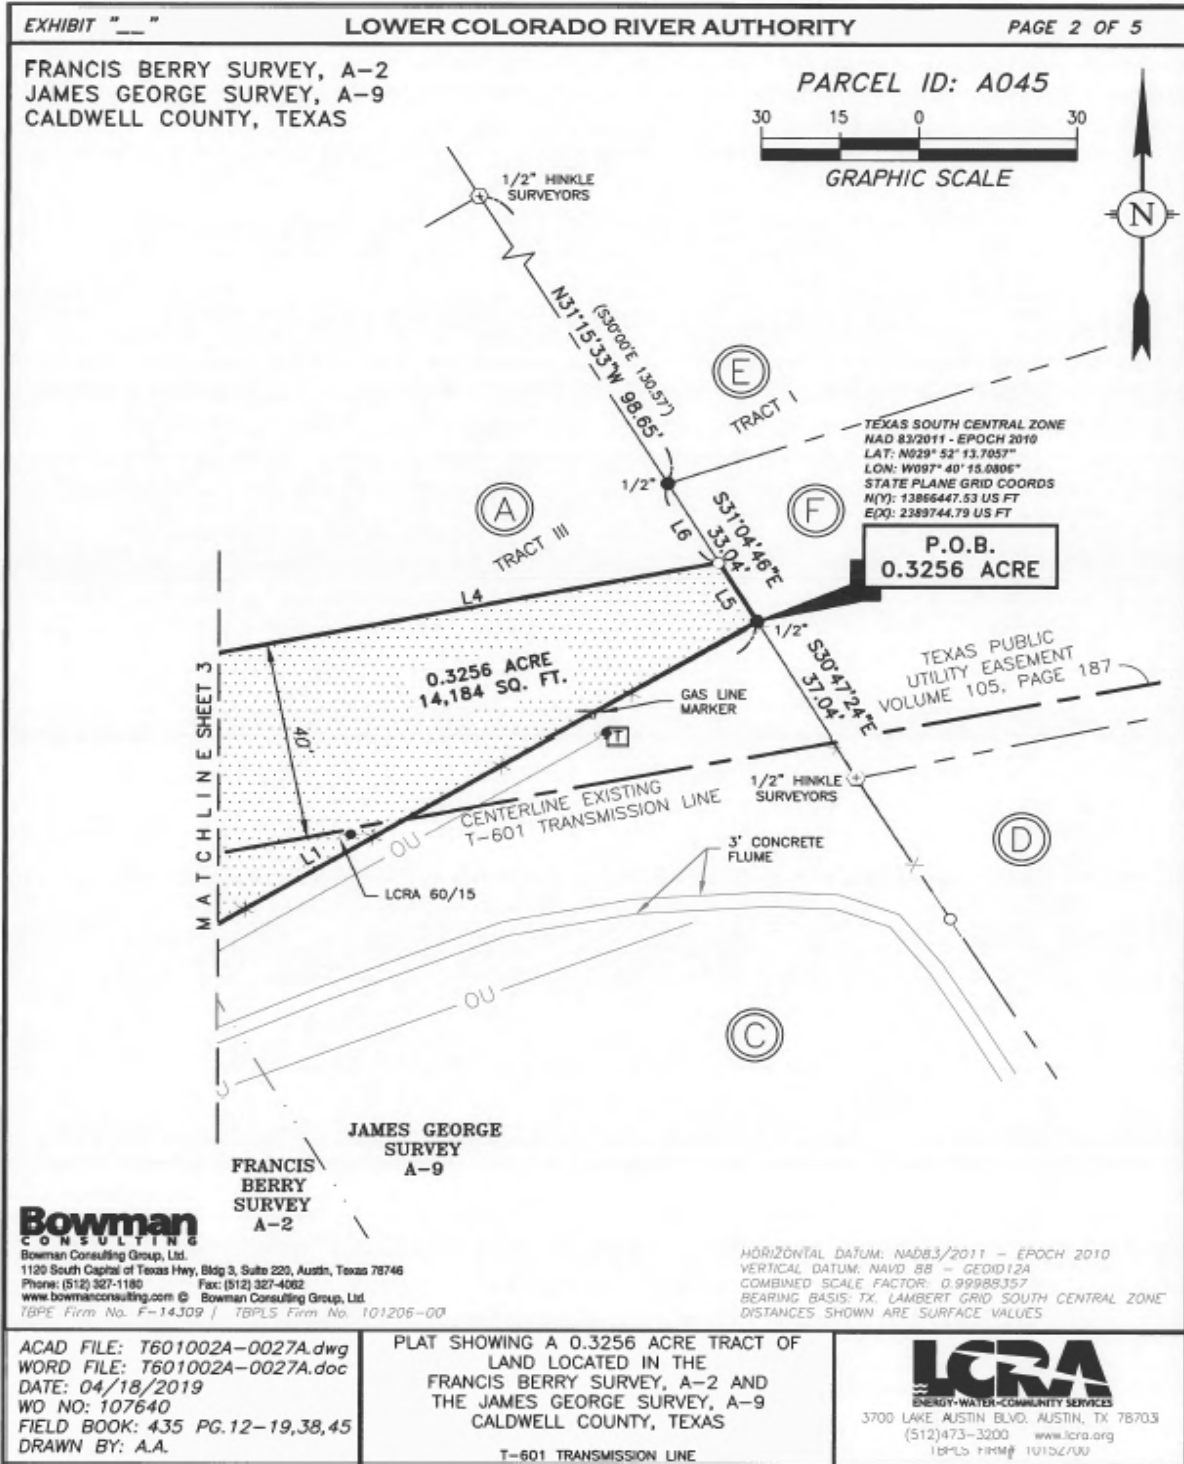 EXHIBIT "__"
LOWER COLORADO RIVER AUTHORITY
PAGE 2 OF 5
FRANCIS BERRY SURVEY, A-2
JAMES GEORGE SURVEY, A-9
CALDWELL COUNTY, TEXAS
PARCEL ID: A045
30 15 0 30
GRAPHIC SCALE
N
1/2" HINKLE
SURVEYORS
N31°15'33"W 98.65'
(S30°00'E 130.57')
E
TRACT I
TEXAS SOUTH CENTRAL ZONE
NAD 83/2011 - EPOCH 2010
LAT: N029° 52' 13.7057"
LON: W097° 40' 15.0806"
STATE PLANE GRID COORDS
N(Y): 13866447.53 US FT
E(X): 2389744.79 US FT
1/2"
A
TRACT III
F
L6
S31°04'46"E
33.04'
P.O.B.
0.3256 ACRE
L4
L5
1/2"
S30°47'24"E
37.04'
TEXAS PUBLIC
UTILITY EASEMENT
VOLUME 105, PAGE 187
0.3256 ACRE
14,184 SQ. FT.
GAS LINE
MARKER
T
40'
MATCHLINE SHEET 3
1/2" HINKLE
SURVEYORS
CENTERLINE EXISTING
T-601 TRANSMISSION LINE
D
3' CONCRETE
FLUME
L1
OU
LCRA 60/15
OU
C
U
JAMES GEORGE
SURVEY
A-9
FRANCIS
BERRY
SURVEY
A-2
Bowman
CONSULTING
Bowman Consulting Group, Ltd.
1120 South Capital of Texas Hwy, Bldg 3, Suite 220, Austin, Texas 78746
Phone: (512) 327-1180 Fax: (512) 327-4062
www.bowmanconsulting.com © Bowman Consulting Group, Ltd.
TBPE Firm No. F-14309 | TBPLS Firm No. 101206-00
HORIZONTAL DATUM: NAD83/2011 - EPOCH 2010
VERTICAL DATUM: NAVD 88 - GEOID12A
COMBINED SCALE FACTOR: 0.99988357
BEARING BASIS: TX. LAMBERT GRID SOUTH CENTRAL ZONE
DISTANCES SHOWN ARE SURFACE VALUES
ACAD FILE: T601002A-0027A.dwg
WORD FILE: T601002A-0027A.doc
DATE: 04/18/2019
WO NO: 107640
FIELD BOOK: 435 PG.12-19,38,45
DRAWN BY: A.A.
PLAT SHOWING A 0.3256 ACRE TRACT OF
LAND LOCATED IN THE
FRANCIS BERRY SURVEY, A-2 AND
THE JAMES GEORGE SURVEY, A-9
CALDWELL COUNTY, TEXAS
T-601 TRANSMISSION LINE
LCRA
ENERGY•WATER•COMMUNITY SERVICES
3700 LAKE AUSTIN BLVD. AUSTIN, TX 78703
(512)473-3200 www.lcra.org
TBPLS FIRM# 10152700